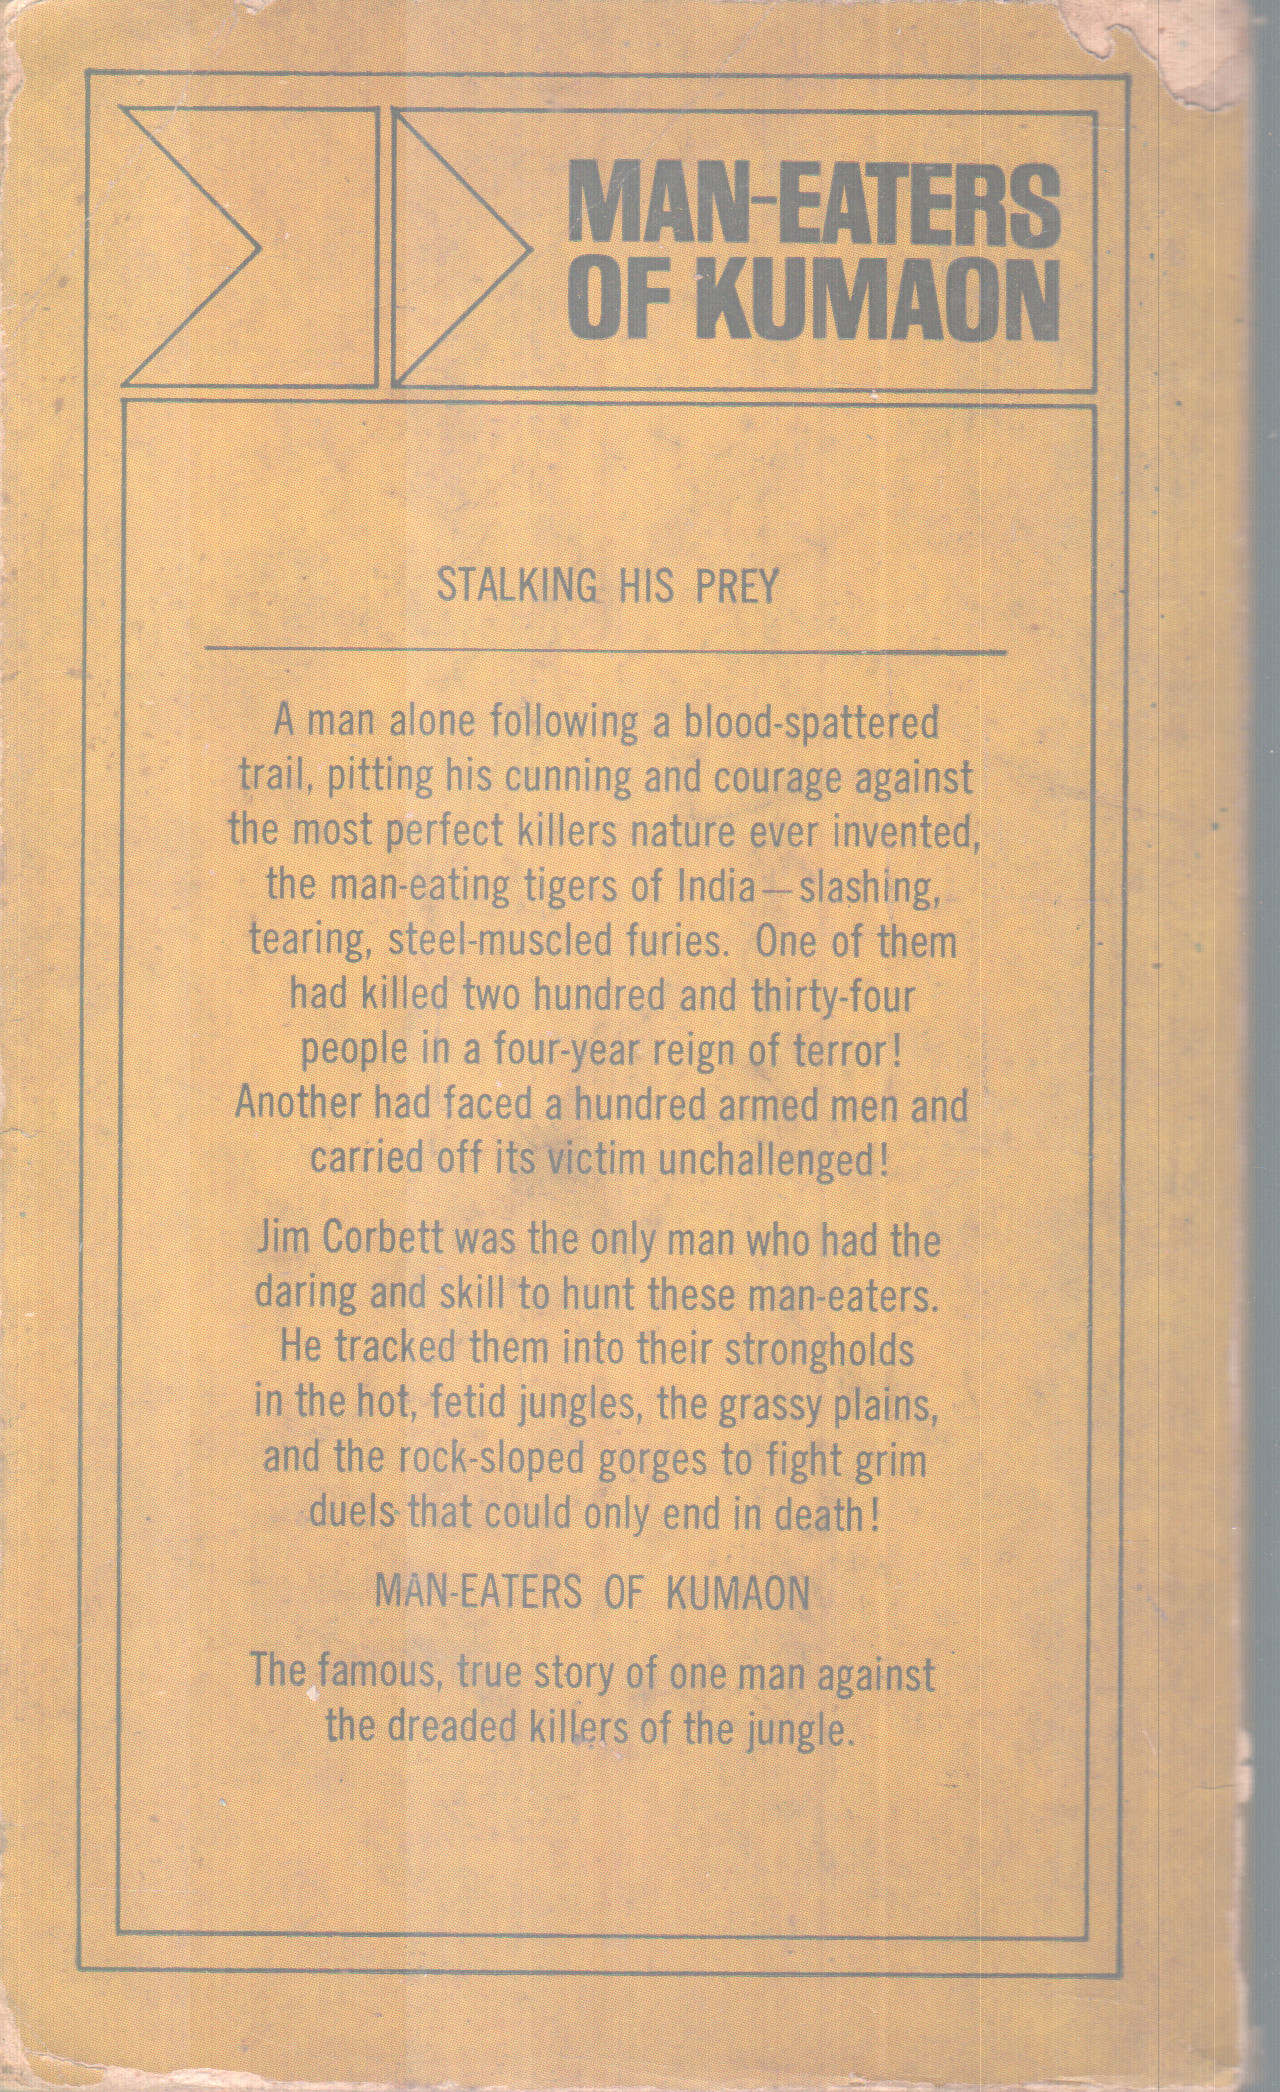 MAN-EATERS
OF KUMAON
STALKING HIS PREY
A man alone following a blood-spattered
trail, pitting his cunning and courage against
the most perfect killers nature ever invented,
the man-eating tigers of India—slashing,
tearing, steel-muscled furies. One of them
had killed two hundred and thirty-four
people in a four-year reign of terror!
Another had faced a hundred armed men and
carried off its victim unchallenged!
Jim Corbett was the only man who had the
daring and skill to hunt these man-eaters.
He tracked them into their strongholds
in the hot, fetid jungles, the grassy plains,
and the rock-sloped gorges to fight grim
duels that could only end in death!
MAN-EATERS OF KUMAON
The famous, true story of one man against
the dreaded killers of the jungle.